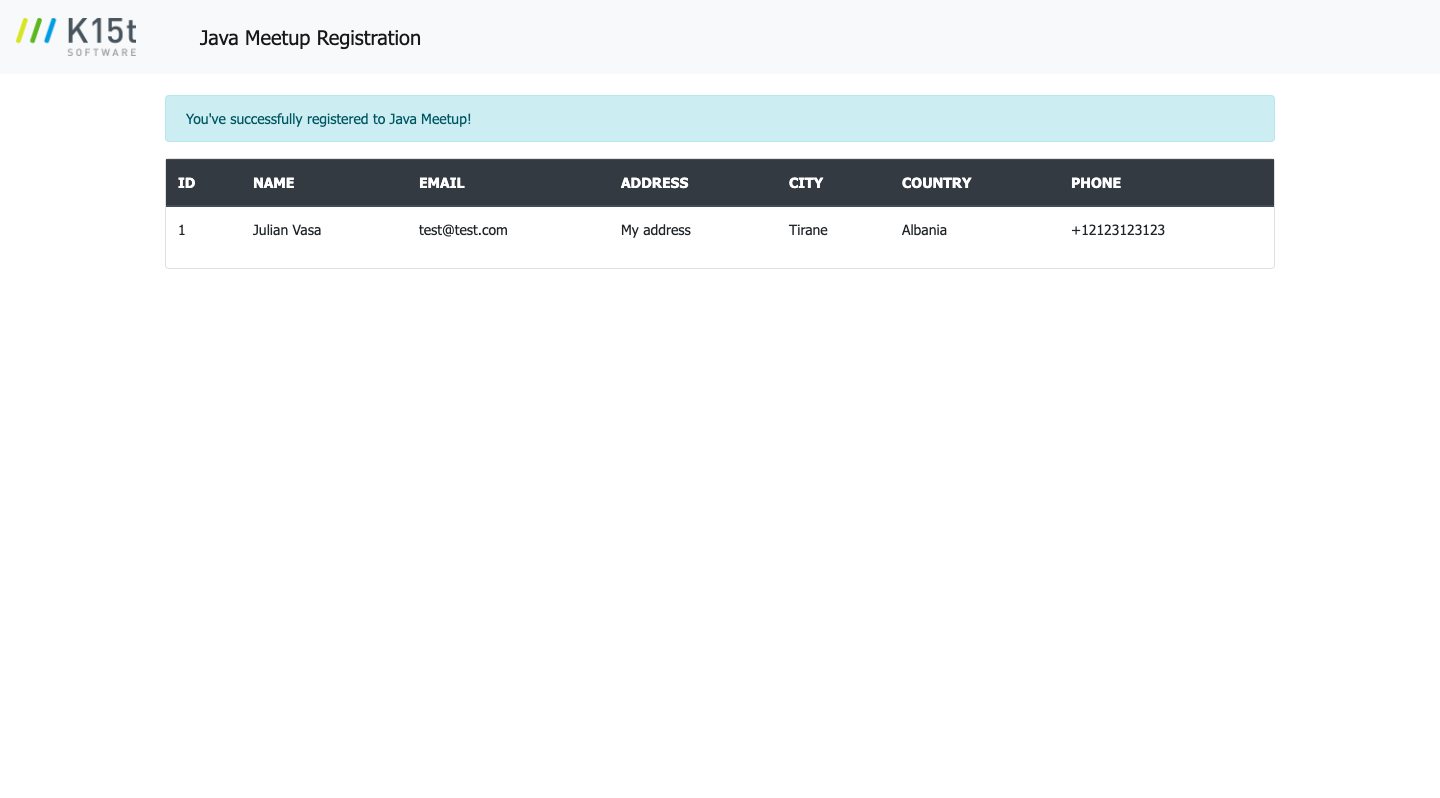 K15t
SOFTWARE
Java Meetup Registration
You've successfully registered to Java Meetup!
ID NAME EMAIL ADDRESS CITY COUNTRY PHONE
1 Julian Vasa test@test.com My address Tirane Albania +12123123123